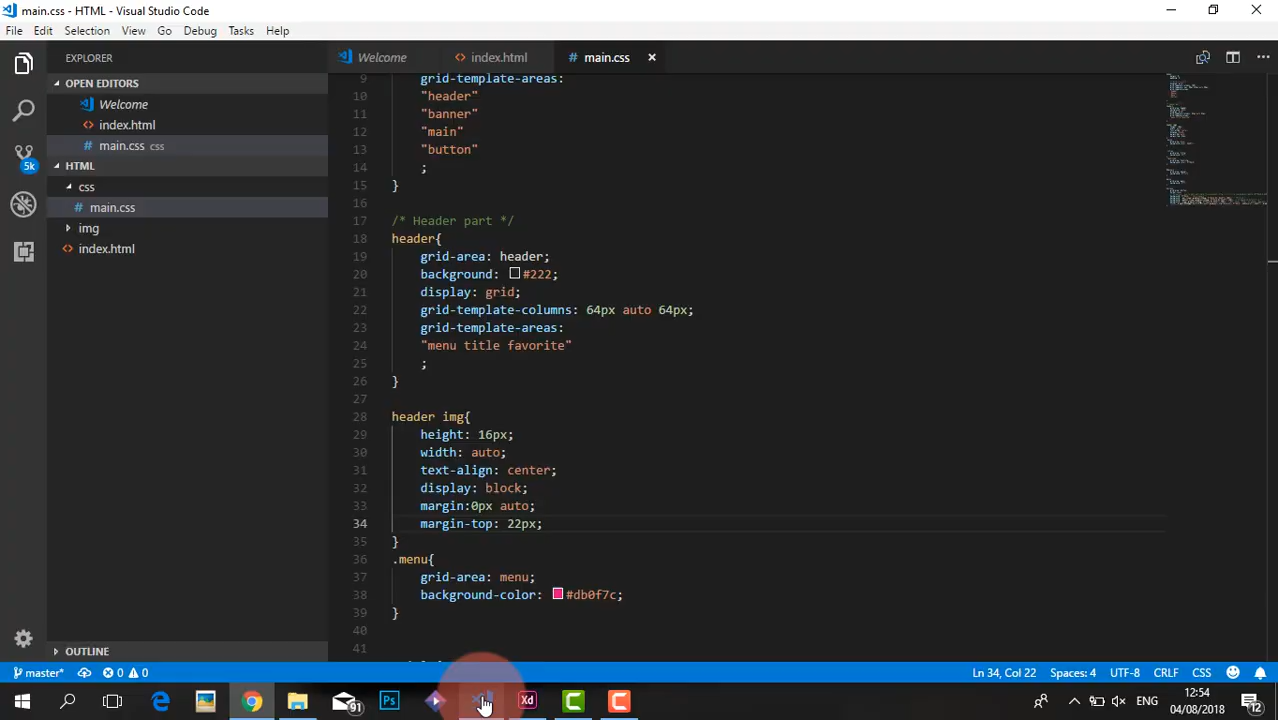 main.css - HTML - Visual Studio Code
File Edit Selection View Go Debug Tasks Help
EXPLORER
OPEN EDITORS
Welcome
index.html
main.css css
HTML
css
main.css
img
index.html
OUTLINE
5k
Welcome
index.html
main.css
9 grid-template-areas:
10 "header"
11 "banner"
12 "main"
13 "button"
14 ;
15 }
16
17 /* Header part */
18 header{
19 grid-area: header;
20 background: #222;
21 display: grid;
22 grid-template-columns: 64px auto 64px;
23 grid-template-areas:
24 "menu title favorite"
25 ;
26 }
27
28 header img{
29 height: 16px;
30 width: auto;
31 text-align: center;
32 display: block;
33 margin:0px auto;
34 margin-top: 22px;
35 }
36 .menu{
37 grid-area: menu;
38 background-color: #db0f7c;
39 }
40
41
master* 0 0 Ln 34, Col 22 Spaces: 4 UTF-8 CRLF CSS
91 Ps Xd C C ENG 12:54
04/08/2018 12